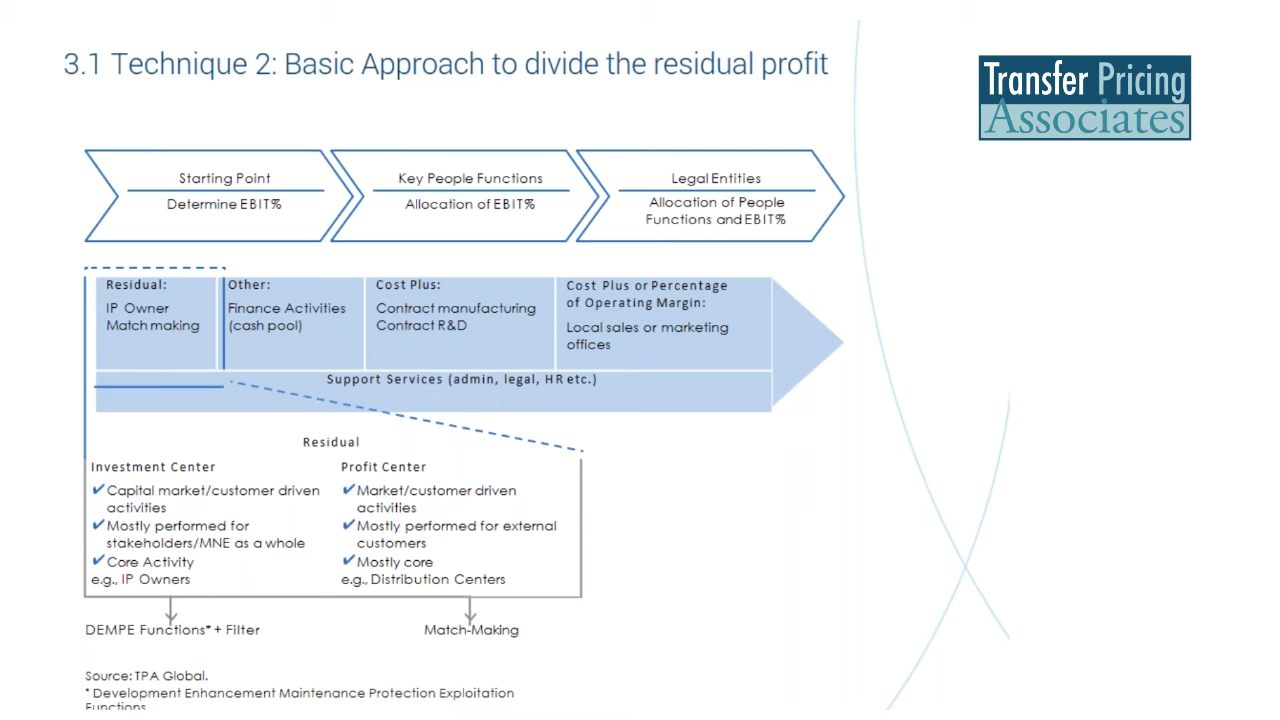 3.1 Technique 2: Basic Approach to divide the residual profit
Transfer Pricing
Associates
Starting Point
Determine EBIT%
Key People Functions
Allocation of EBIT%
Legal Entities
Allocation of People
Functions and EBIT%
Residual:
IP Owner
Match making
Other:
Finance Activities
(cash pool)
Cost Plus:
Contract manufacturing
Contract R&D
Cost Plus or Percentage
of Operating Margin:
Local sales or marketing
offices
Support Services (admin, legal, HR etc.)
Residual
Investment Center
✔Capital market/customer driven
activities
✔Mostly performed for
stakeholders/MNE as a whole
✔Core Activity
e.g., IP Owners
Profit Center
✔Market/customer driven
activities
✔Mostly performed for external
customers
✔Mostly core
e.g., Distribution Centers
DEMPE Functions* + Filter
Match-Making
Source: TPA Global.
* Development Enhancement Maintenance Protection Exploitation
Functions